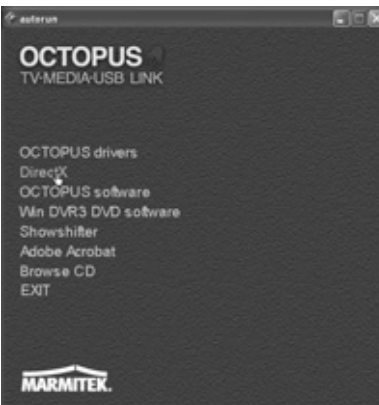 autorun
OCTOPUS
TV-MEDIA-USB LINK
OCTOPUS drivers
DirectX
OCTOPUS software
Win DVR3 DVD software
Showshifter
Adobe Acrobat
Browse CD
EXIT
MARMITEK.